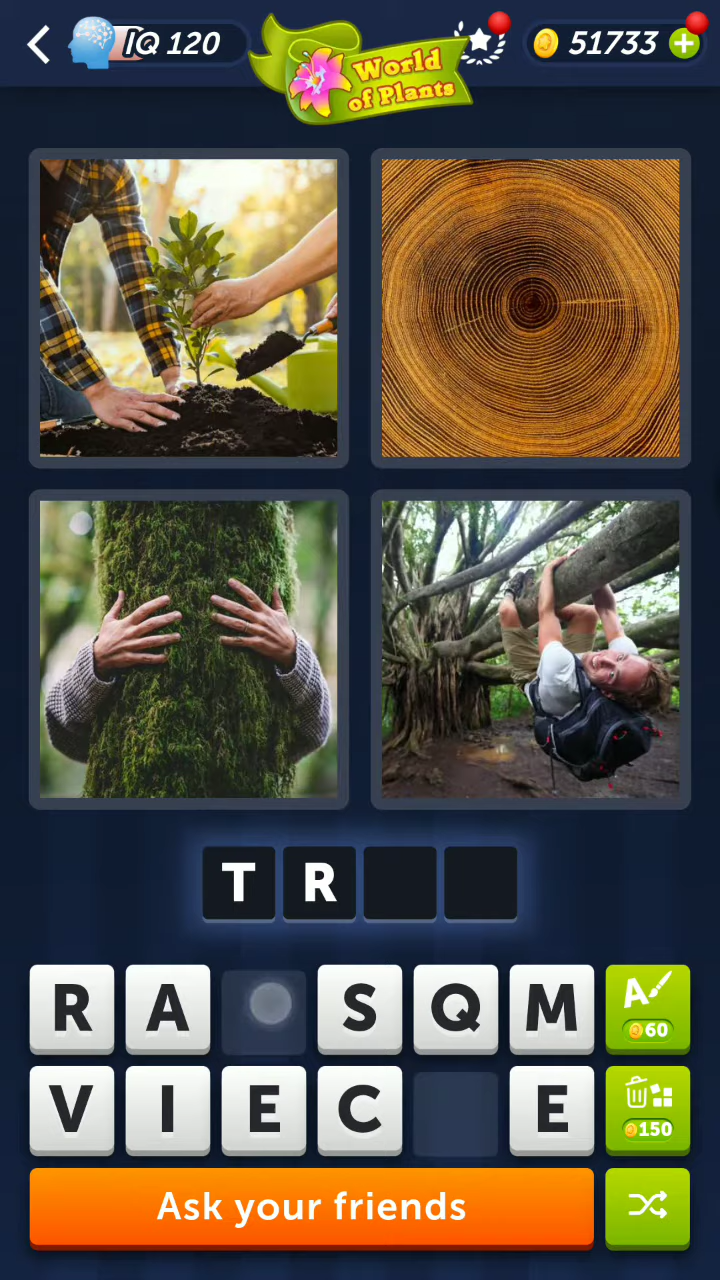 IQ 120
World
of Plants
51733
T R
R A S Q M
A
60
V I E C E
150
Ask your friends